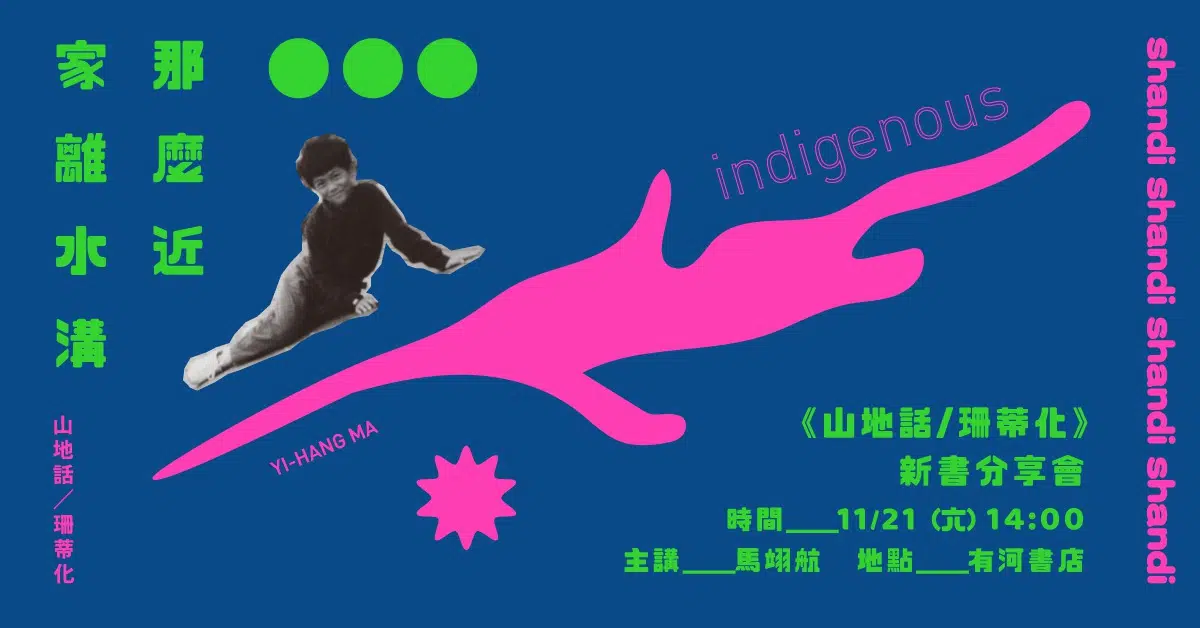 那麼近
家離水溝
indigenous
shandi shandi shandi shandi
YI-HANG MA
山地話／珊蒂化
《山地話/珊蒂化》
新書分享會
時間___11/21（六）14:00
主講___馬翊航　地點___有河書店